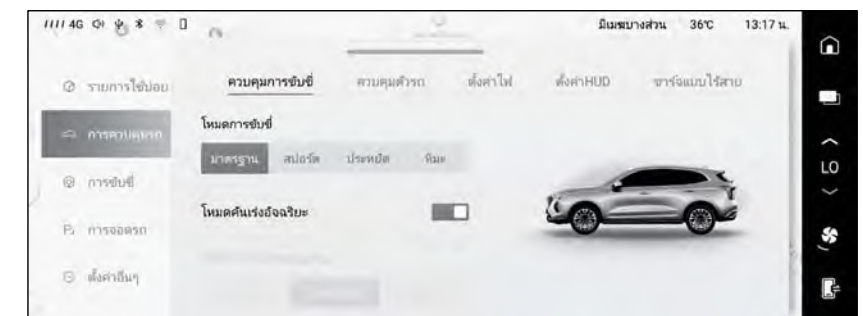 4G มีเมฆบางส่วน 36°C 13:17 น.
รายการใช้บ่อย ควบคุมการขับขี่ ควบคุมตัวรถ ตั้งค่าไฟ ตั้งค่าHUD ชาร์จแบบไร้สาย
โหมดการขับขี่
การควบคุมรถ
มาตรฐาน สปอร์ต ประหยัด หิมะ
LO
การขับขี่
โหมดคันเร่งอัจฉริยะ
การจอดรถ
ตั้งค่าอื่นๆ